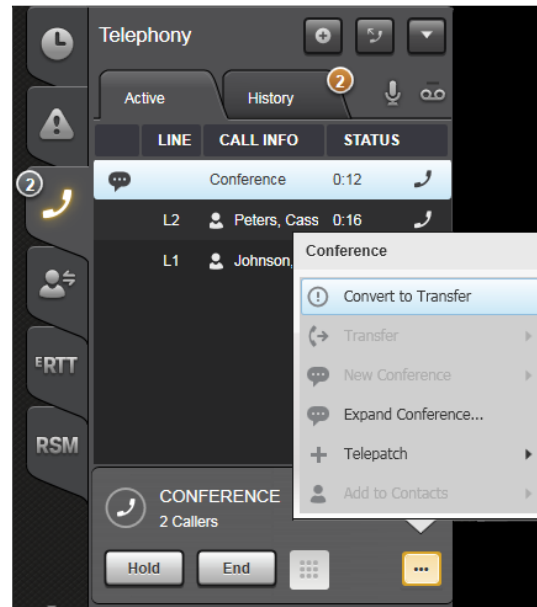 Telephony
Active
History
2
LINE
CALL INFO
STATUS
2
Conference
0:12
L2
Peters, Cass
0:16
L1
Johnson,
ERTT
RSM
Conference
Convert to Transfer
Transfer
New Conference
Expand Conference...
Telepatch
Add to Contacts
CONFERENCE
2 Callers
Hold
End
...